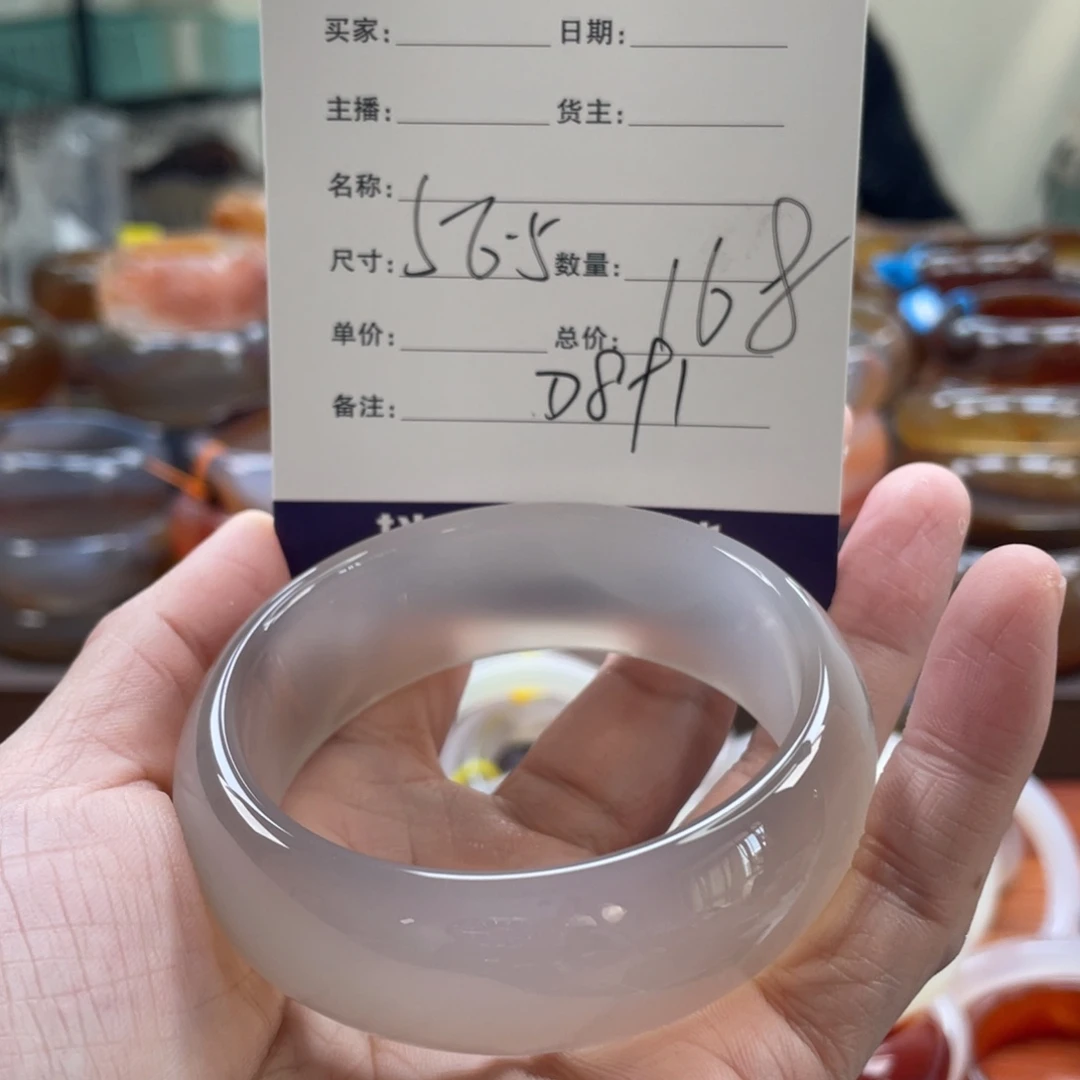 买家: 日期:
主播: 货主:
名称:
尺寸: 56.5 数量:
单价: 总价: 168
备注: 0891